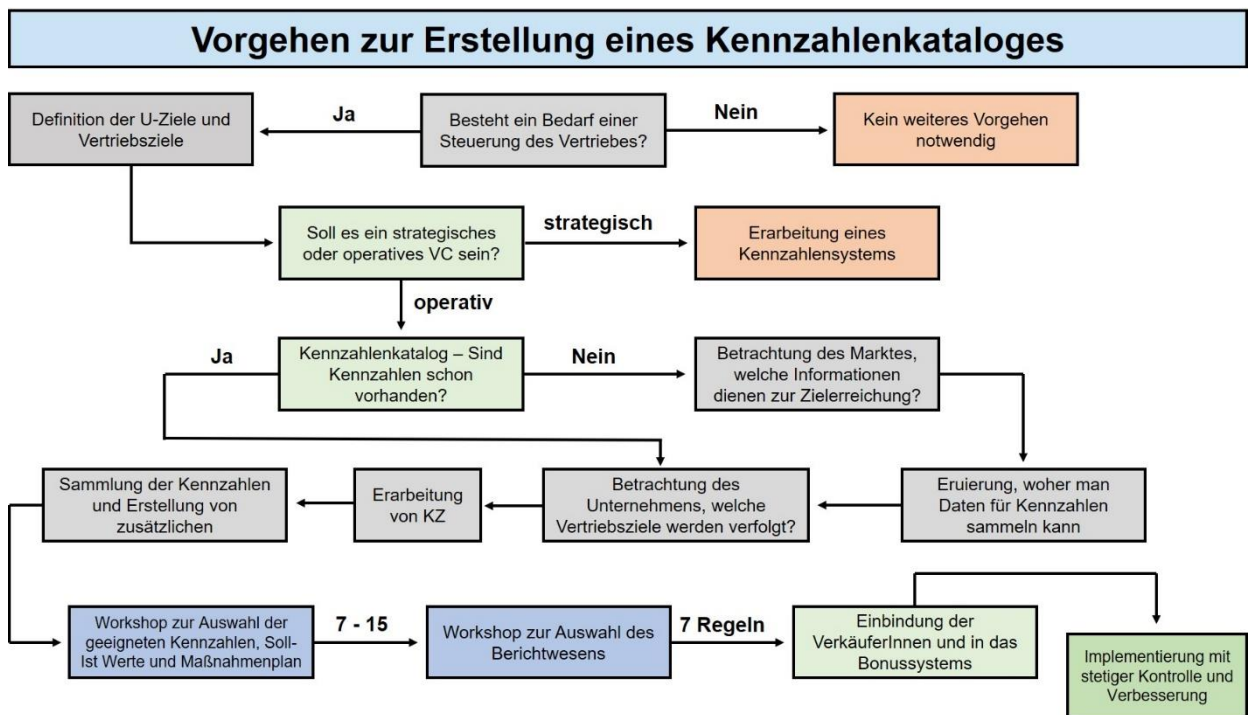 Vorgehen zur Erstellung eines Kennzahlenkataloges
Definition der U-Ziele und
Vertriebsziele
Ja
Besteht ein Bedarf einer
Steuerung des Vertriebes?
Nein
Kein weiteres Vorgehen
notwendig
Soll es ein strategisches
oder operatives VC sein?
strategisch
Erarbeitung eines
Kennzahlensystems
operativ
Ja
Kennzahlenkatalog – Sind
Kennzahlen schon
vorhanden?
Nein
Betrachtung des Marktes,
welche Informationen
dienen zur Zielerreichung?
Sammlung der Kennzahlen
und Erstellung von
zusätzlichen
Erarbeitung
von KZ
Betrachtung des
Unternehmens, welche
Vertriebsziele werden verfolgt?
Eruierung, woher man
Daten für Kennzahlen
sammeln kann
Workshop zur Auswahl der
geeigneten Kennzahlen, Soll-
Ist Werte und Maßnahmenplan
7 - 15
Workshop zur Auswahl des
Berichtwesens
7 Regeln
Einbindung der
VerkäuferInnen und in das
Bonussystems
Implementierung mit
stetiger Kontrolle und
Verbesserung